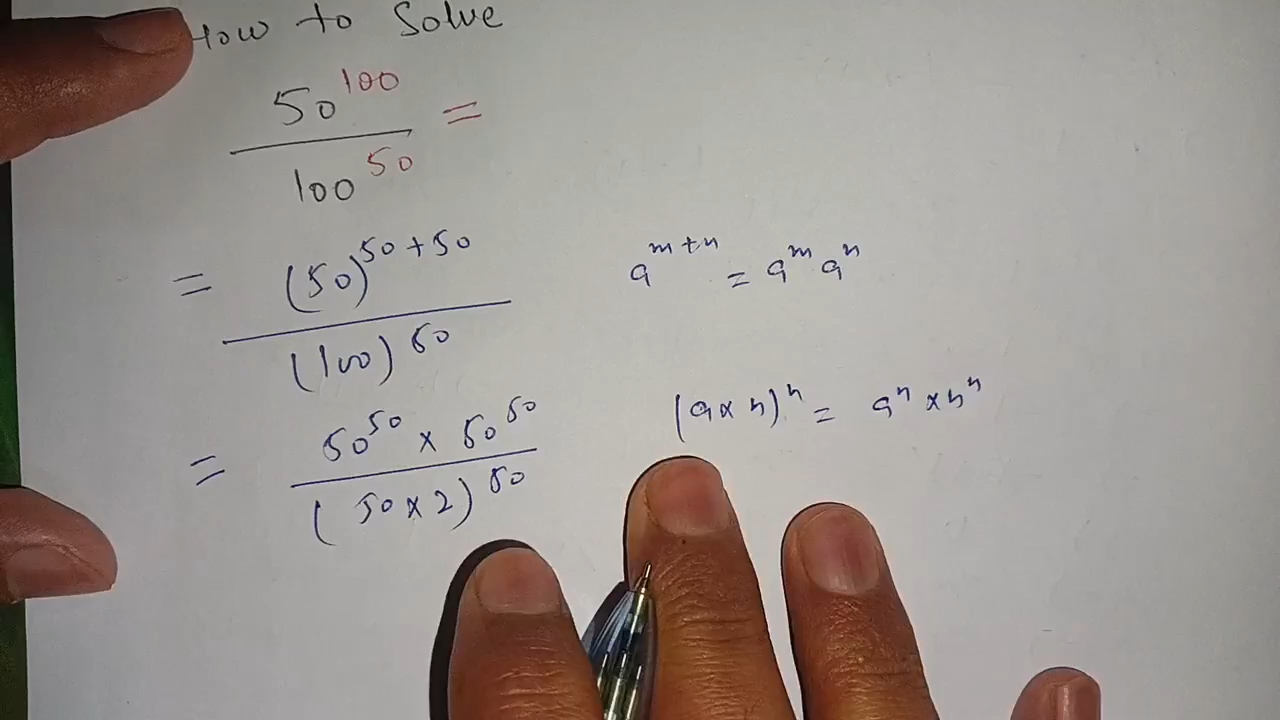 How to Solve
50^100 / 100^50 =
= (50)^50+50 / (100)^50
a^m+n = a^m a^n
= 50^50 × 50^50 / (50×2)^50
(a×n)^n = a^n × n^n